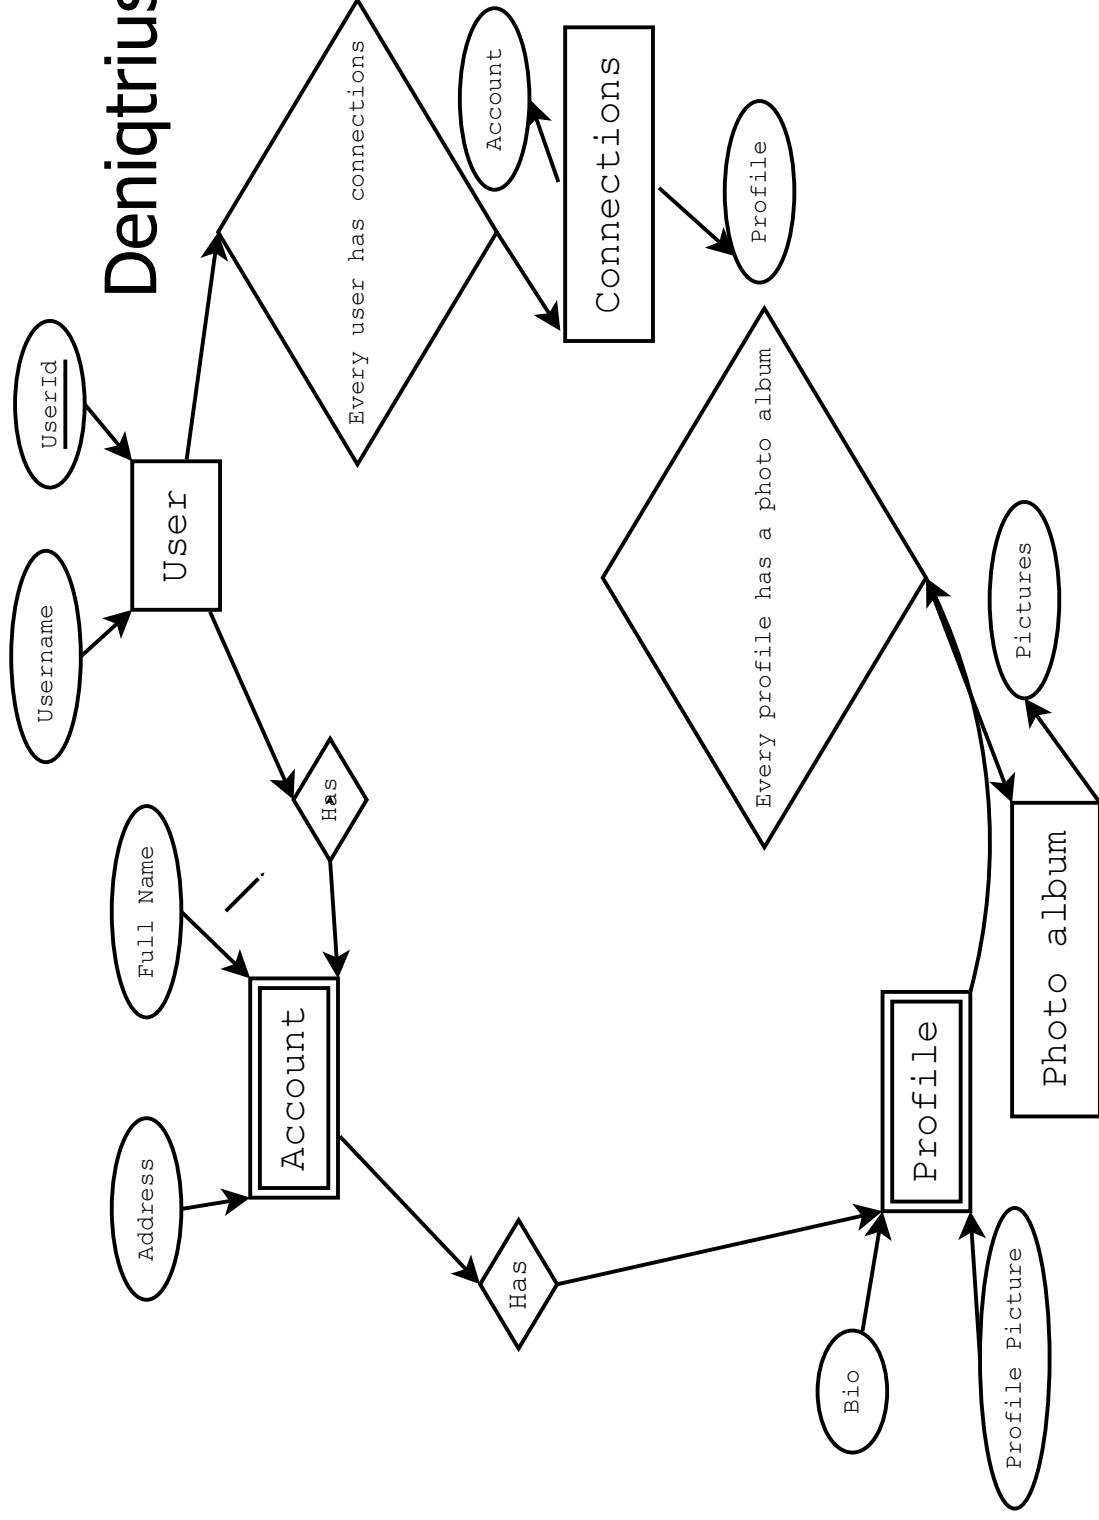 Username
UserId
Deniqtrius
Address
Full Name
User
Account
Has
Every user has connections
Account
Has
Connections
Profile
Every profile has a photo album
Bio
Profile
Profile Picture
Pictures
Photo album